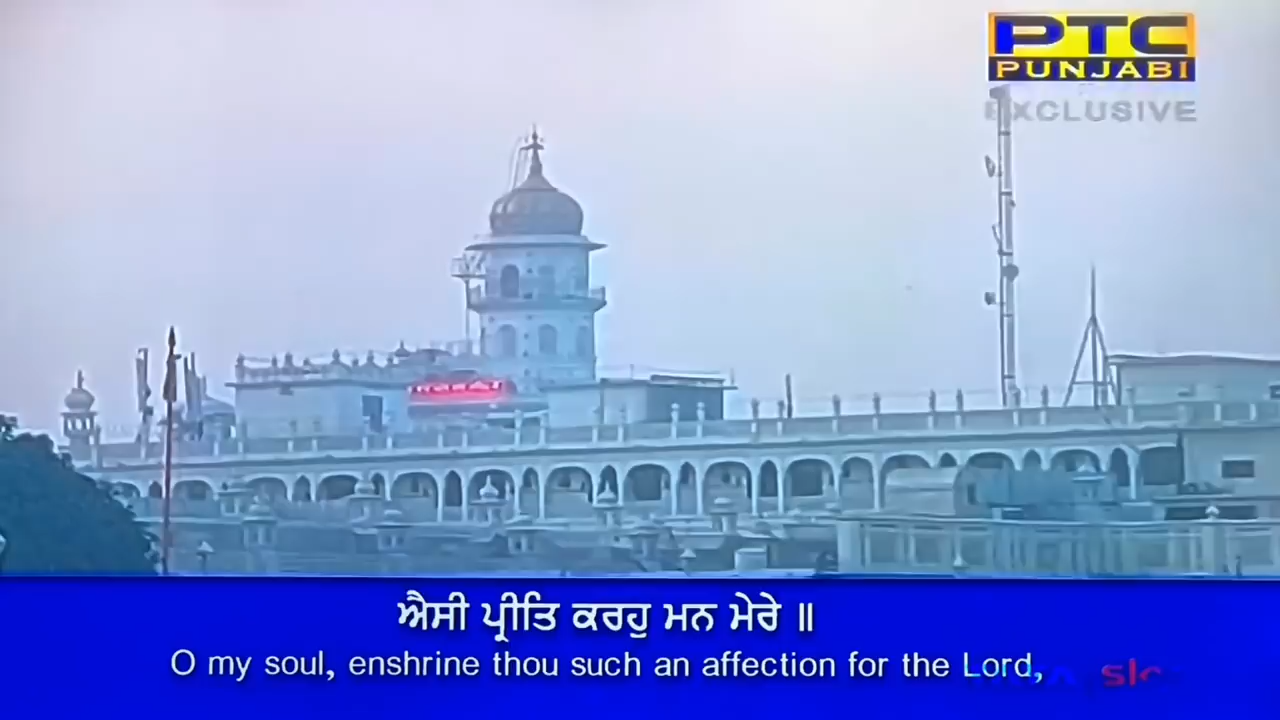 PTC
PUNJABI
EXCLUSIVE
ਐਸੀ ਪ੍ਰੀਤਿ ਕਰਹੁ ਮਨ ਮੇਰੇ ॥
O my soul, enshrine thou such an affection for the Lord,